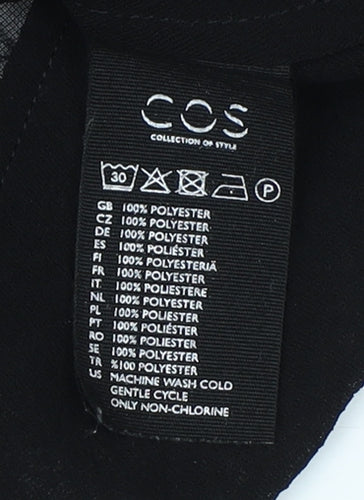 COS
COLLECTION OF STYLE
30 P
GB 100% POLYESTER
CZ 100% POLYESTER
DE 100% POLYESTER
ES 100% POLIÉSTER
FI 100% POLYESTERIÄ
FR 100% POLYESTER
IT 100% POLIESTERE
NL 100% POLYESTER
PL 100% POLIESTER
PT 100% POLIÉSTER
RO 100% POLYESTER
SE 100% POLYESTER
TR %100 POLYESTER
US MACHINE WASH COLD
GENTLE CYCLE
ONLY NON-CHLORINE